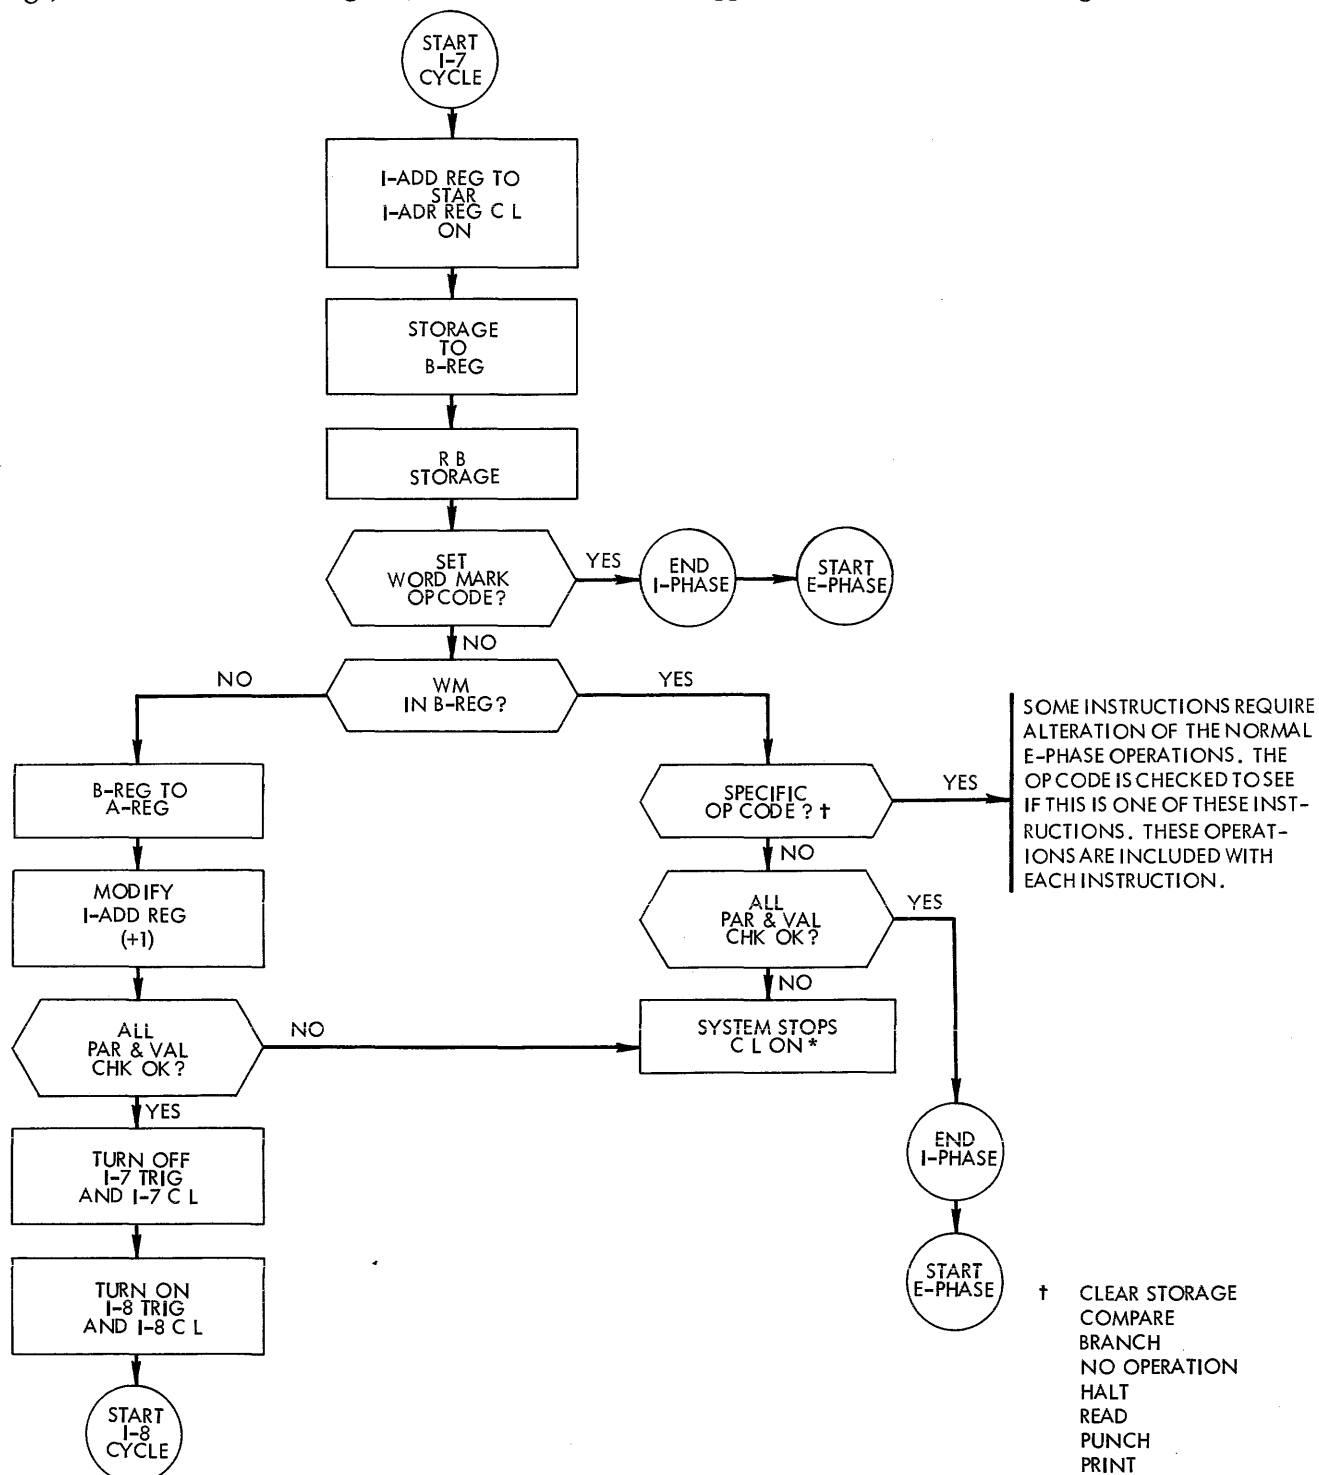 START
I-7
CYCLE
I-ADD REG TO
STAR
I-ADR REG C L
ON
STORAGE
TO
B-REG
R B
STORAGE
SET
WORD MARK
OP CODE?
YES
END
I-PHASE
START
E-PHASE
NO
WM
IN B-REG?
NO
YES
B-REG TO
A-REG
SPECIFIC
OP CODE? †
YES
SOME INSTRUCTIONS REQUIRE
ALTERATION OF THE NORMAL
E-PHASE OPERATIONS. THE
OP CODE IS CHECKED TO SEE
IF THIS IS ONE OF THESE INST-
RUCTIONS. THESE OPERAT-
IONS ARE INCLUDED WITH
EACH INSTRUCTION.
NO
MODIFY
I-ADD REG
(+1)
ALL
PAR & VAL
CHK OK?
YES
NO
ALL
PAR & VAL
CHK OK?
NO
SYSTEM STOPS
C L ON *
YES
TURN OFF
I-7 TRIG
AND I-7 C L
END
I-PHASE
TURN ON
I-8 TRIG
AND I-8 C L
START
E-PHASE
START
I-8
CYCLE
† CLEAR STORAGE
COMPARE
BRANCH
NO OPERATION
HALT
READ
PUNCH
PRINT